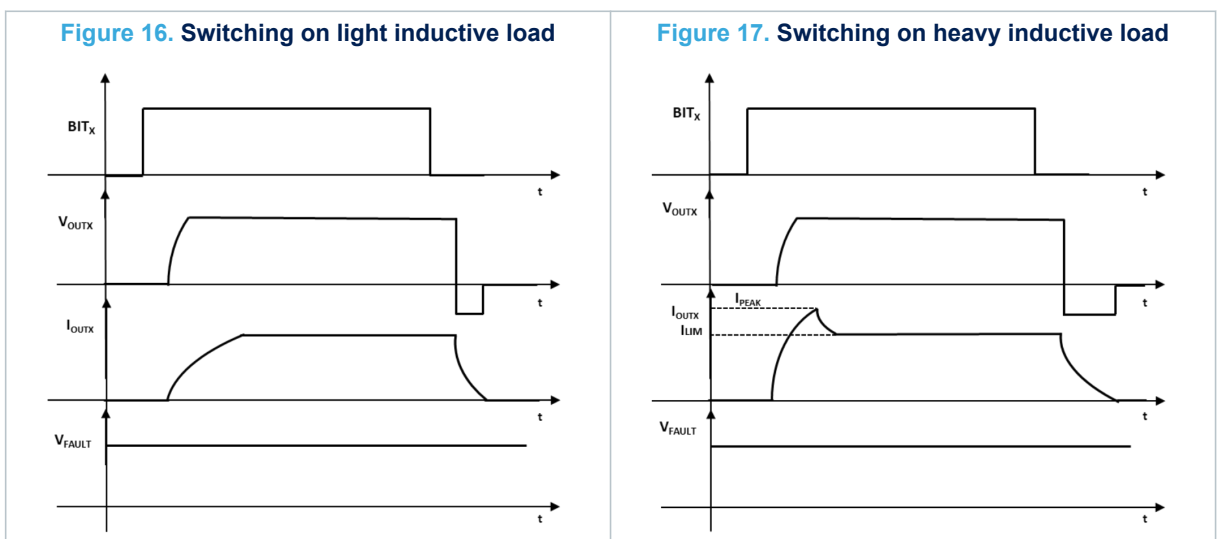 Figure 16. Switching on light inductive load
BITX
t
VOUTX
t
IOUTX
t
VFAULT
t
Figure 17. Switching on heavy inductive load
BITX
t
VOUTX
t
IPEAK
IOUTX
ILIM
t
VFAULT
t